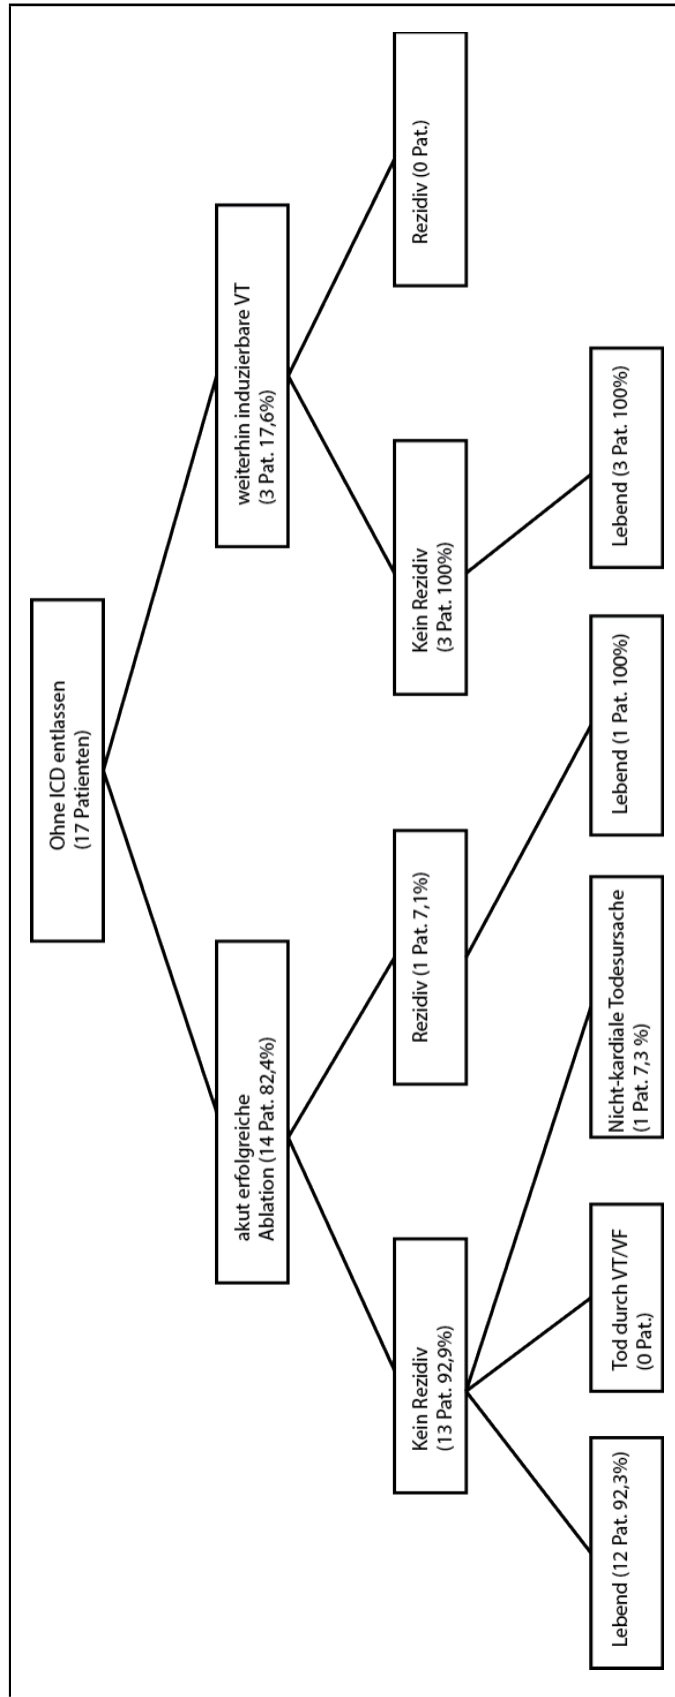 Ohne ICD entlassen
(17 Patienten)
akut erfolgreiche
Ablation (14 Pat. 82,4%)
weiterhin induzierbare VT
(3 Pat. 17,6%)
Kein Rezidiv
(13 Pat. 92,9%)
Rezidiv (1 Pat. 7,1%)
Kein Rezidiv
(3 Pat. 100%)
Rezidiv (0 Pat.)
Lebend (12 Pat. 92,3%)
Tod durch VT/VF
(0 Pat.)
Nicht-kardiale Todesursache
(1 Pat. 7,3 %)
Lebend (1 Pat. 100%)
Lebend (3 Pat. 100%)